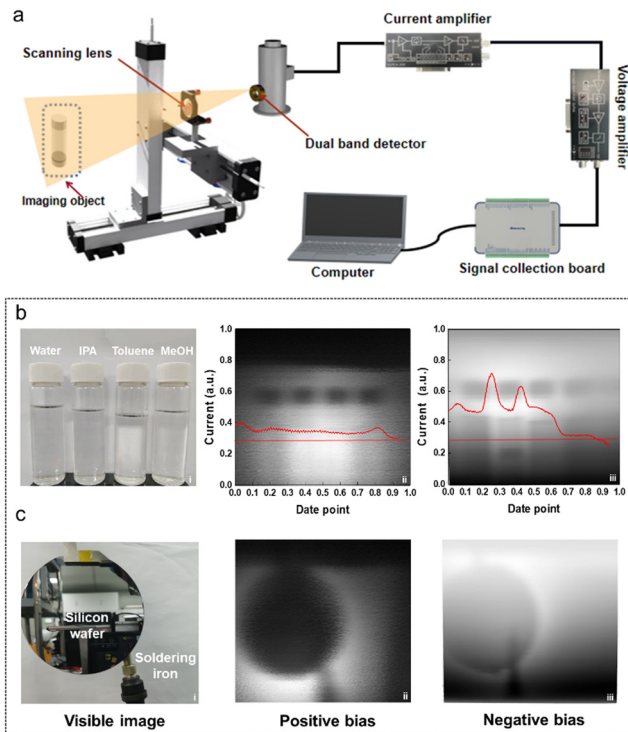 a
Current amplifier
Scanning lens
Voltage amplifier
Dual band detector
Imaging object
Computer
Signal collection board
b
Water IPA Toluene MeOH
i
Current (a.u.)
1.0
0.8
0.6
0.4
0.2
0.0
0.0 0.1 0.2 0.3 0.4 0.5 0.6 0.7 0.8 0.9 1.0
Date point
ii
Current (a.u.)
1.0
0.8
0.6
0.4
0.2
0.0
0.0 0.1 0.2 0.3 0.4 0.5 0.6 0.7 0.8 0.9 1.0
Date point
iii
c
Silicon
wafer
Soldering
iron
i
ii
iii
Visible image
Positive bias
Negative bias